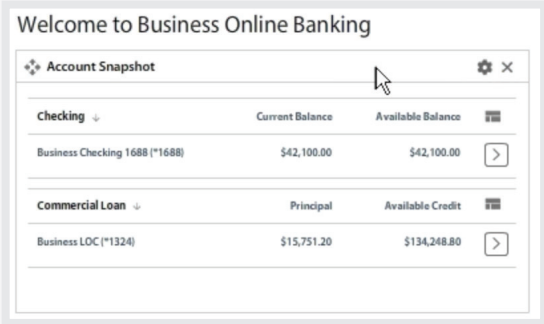 Welcome to Business Online Banking
Account Snapshot
Checking Current Balance Available Balance
Business Checking 1688 (*1688) $42,100.00 $42,100.00
Commercial Loan Principal Available Credit
Business LOC (*1324) $15,751.20 $134,248.80